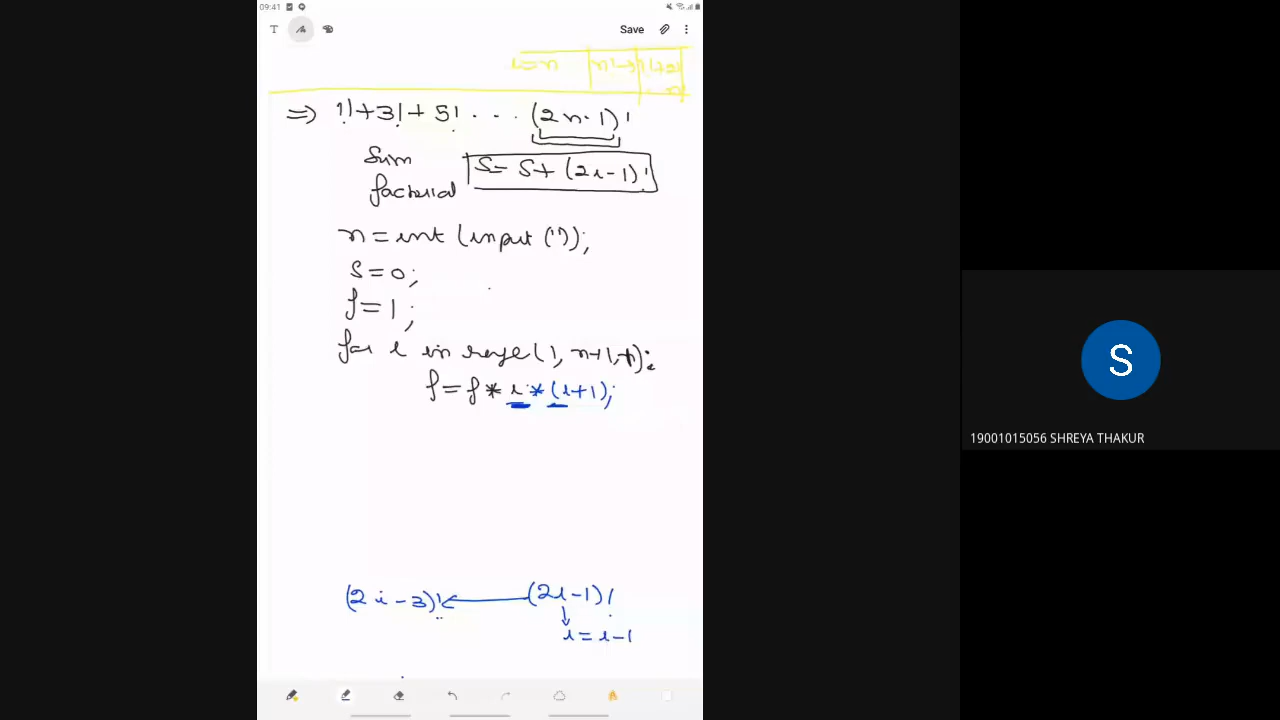 09:41
T Save
i=n n!→
⇒ 1!+3!+5! ... (2n-1)!
Sum S= S+(2i-1)!
factorial
n=int(input(''));
S=0;
f=1;
for i in range(1, n+1,1):
f=f*i*(i+1);
(2i-3)! ← (2i-1)!
↓
i=i-1
S
19001015056 SHREYA THAKUR